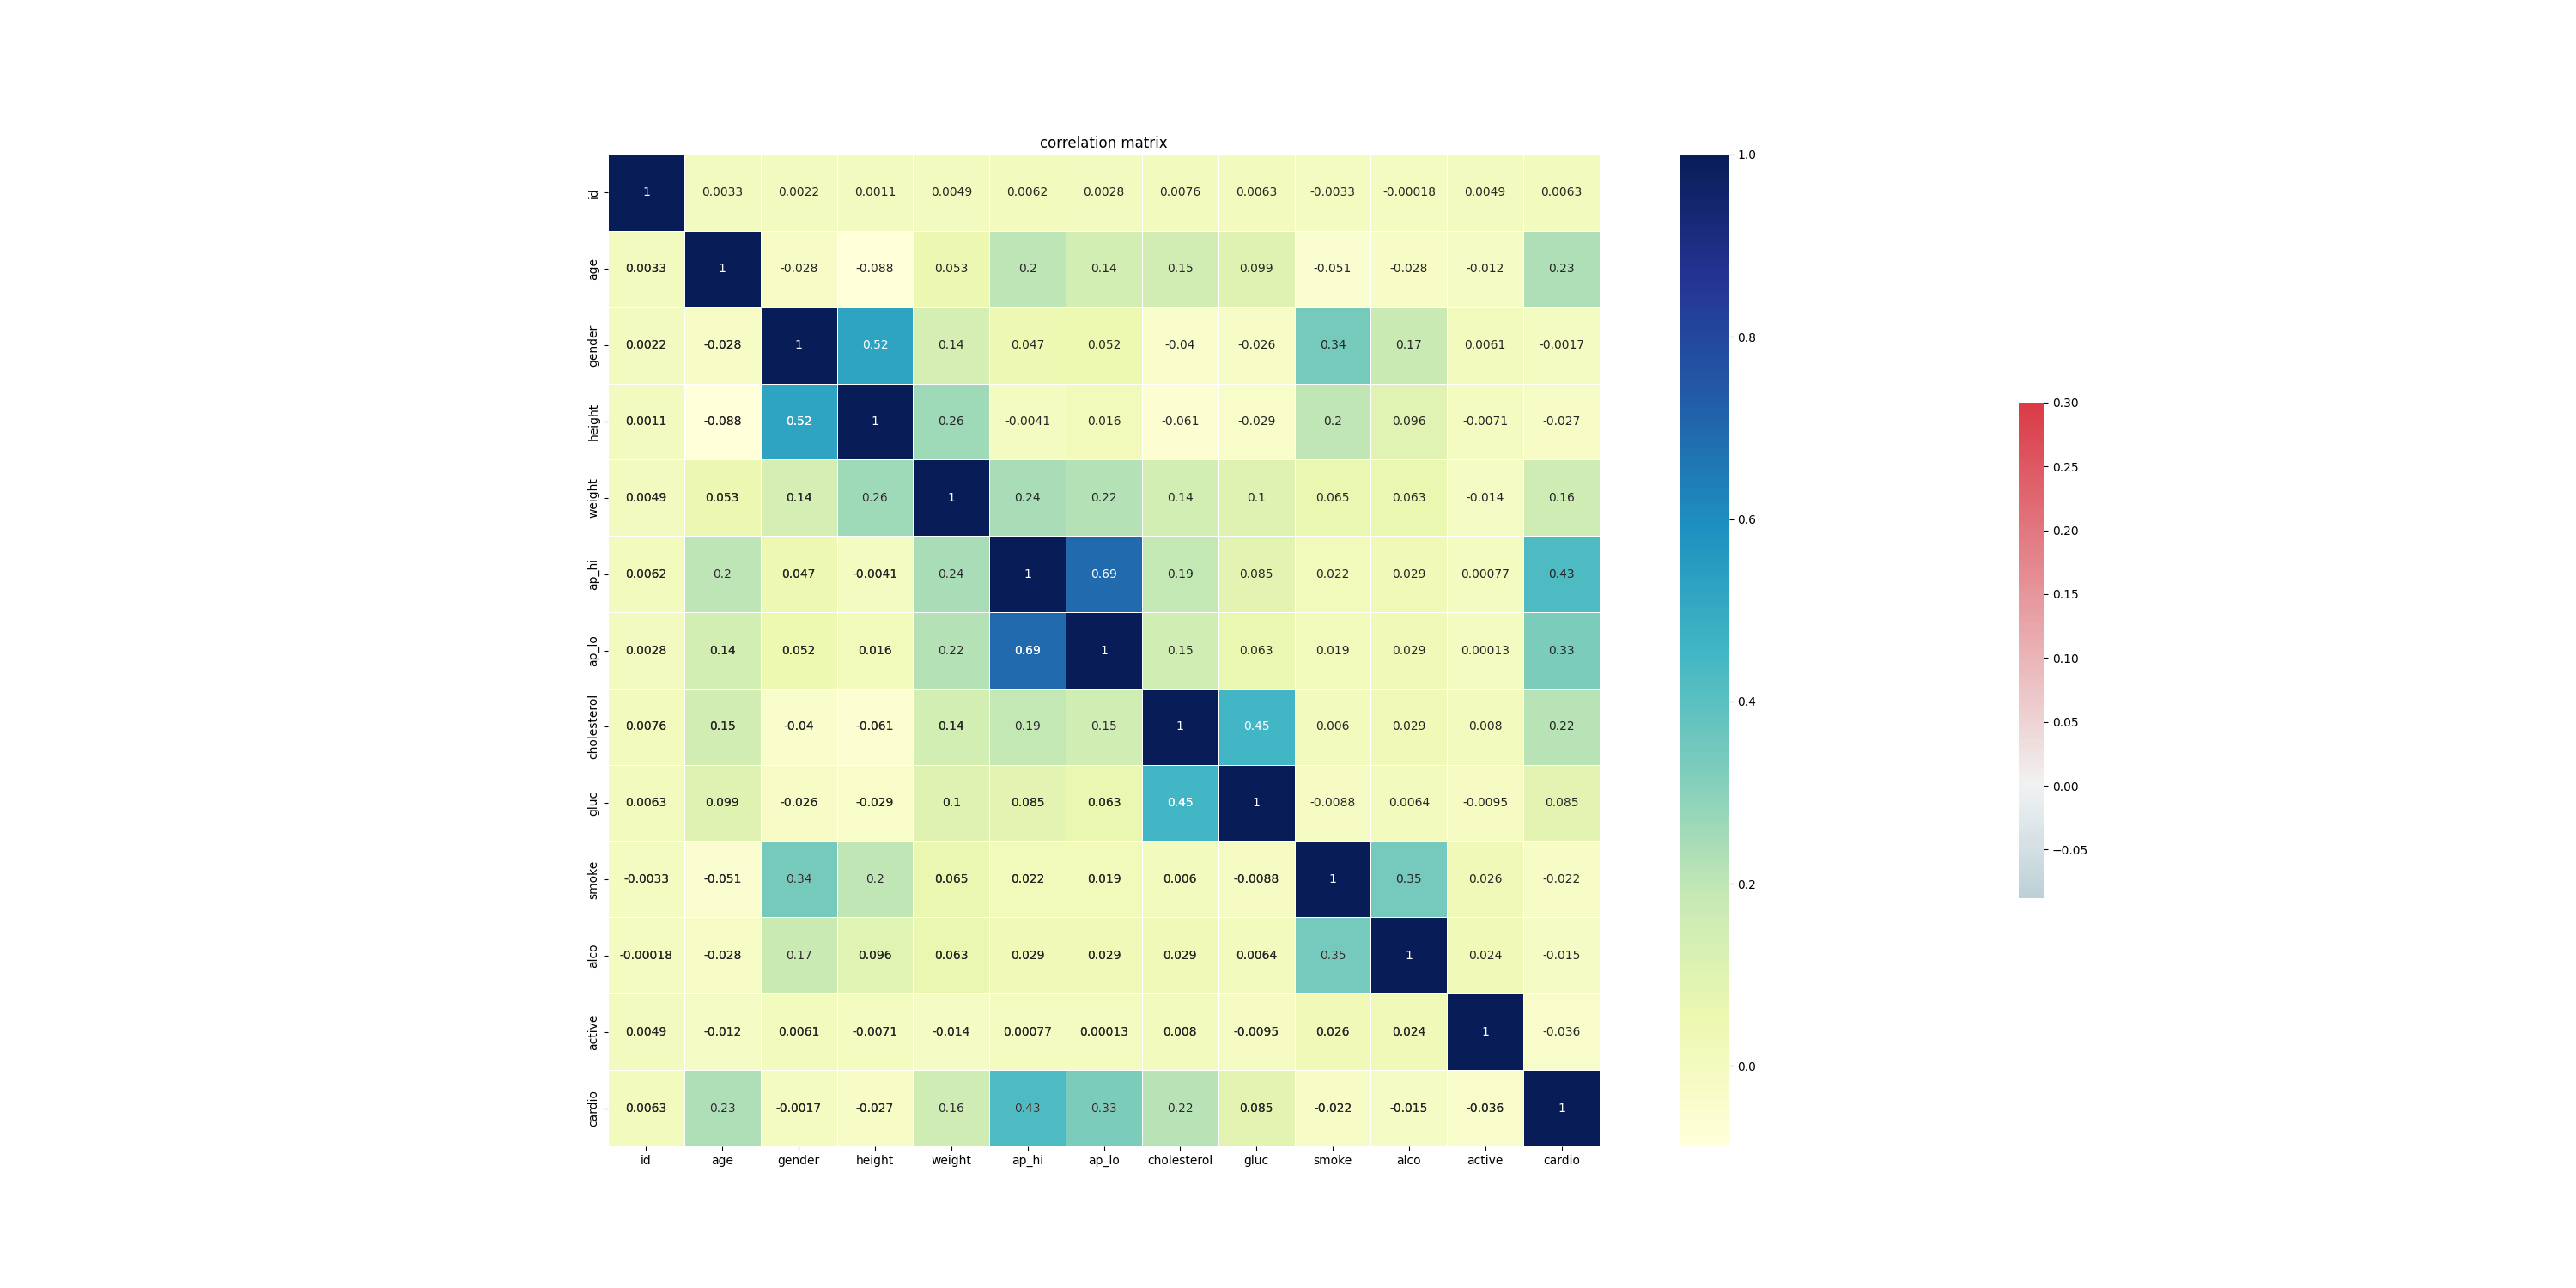 correlation matrix
id 1 0.0033 0.0022 0.0011 0.0049 0.0062 0.0028 0.0076 0.0063 -0.0033 -0.00018 0.0049 0.0063
age 0.0033 1 -0.028 -0.088 0.053 0.2 0.14 0.15 0.099 -0.051 -0.028 -0.012 0.23
gender 0.0022 -0.028 1 0.52 0.14 0.047 0.052 -0.04 -0.026 0.34 0.17 0.0061 -0.0017
height 0.0011 -0.088 0.52 1 0.26 -0.0041 0.016 -0.061 -0.029 0.2 0.096 -0.0071 -0.027
weight 0.0049 0.053 0.14 0.26 1 0.24 0.22 0.14 0.1 0.065 0.063 -0.014 0.16
ap_hi 0.0062 0.2 0.047 -0.0041 0.24 1 0.69 0.19 0.085 0.022 0.029 0.00077 0.43
ap_lo 0.0028 0.14 0.052 0.016 0.22 0.69 1 0.15 0.063 0.019 0.029 0.00013 0.33
cholesterol 0.0076 0.15 -0.04 -0.061 0.14 0.19 0.15 1 0.45 0.006 0.029 0.008 0.22
gluc 0.0063 0.099 -0.026 -0.029 0.1 0.085 0.063 0.45 1 -0.0088 0.0064 -0.0095 0.085
smoke -0.0033 -0.051 0.34 0.2 0.065 0.022 0.019 0.006 -0.0088 1 0.35 0.026 -0.022
alco -0.00018 -0.028 0.17 0.096 0.063 0.029 0.029 0.029 0.0064 0.35 1 0.024 -0.015
active 0.0049 -0.012 0.0061 -0.0071 -0.014 0.00077 0.00013 0.008 -0.0095 0.026 0.024 1 -0.036
cardio 0.0063 0.23 -0.0017 -0.027 0.16 0.43 0.33 0.22 0.085 -0.022 -0.015 -0.036 1
id age gender height weight ap_hi ap_lo cholesterol gluc smoke alco active cardio
1.0
0.8
0.6
0.4
0.2
0.0
0.30
0.25
0.20
0.15
0.10
0.05
0.00
−0.05